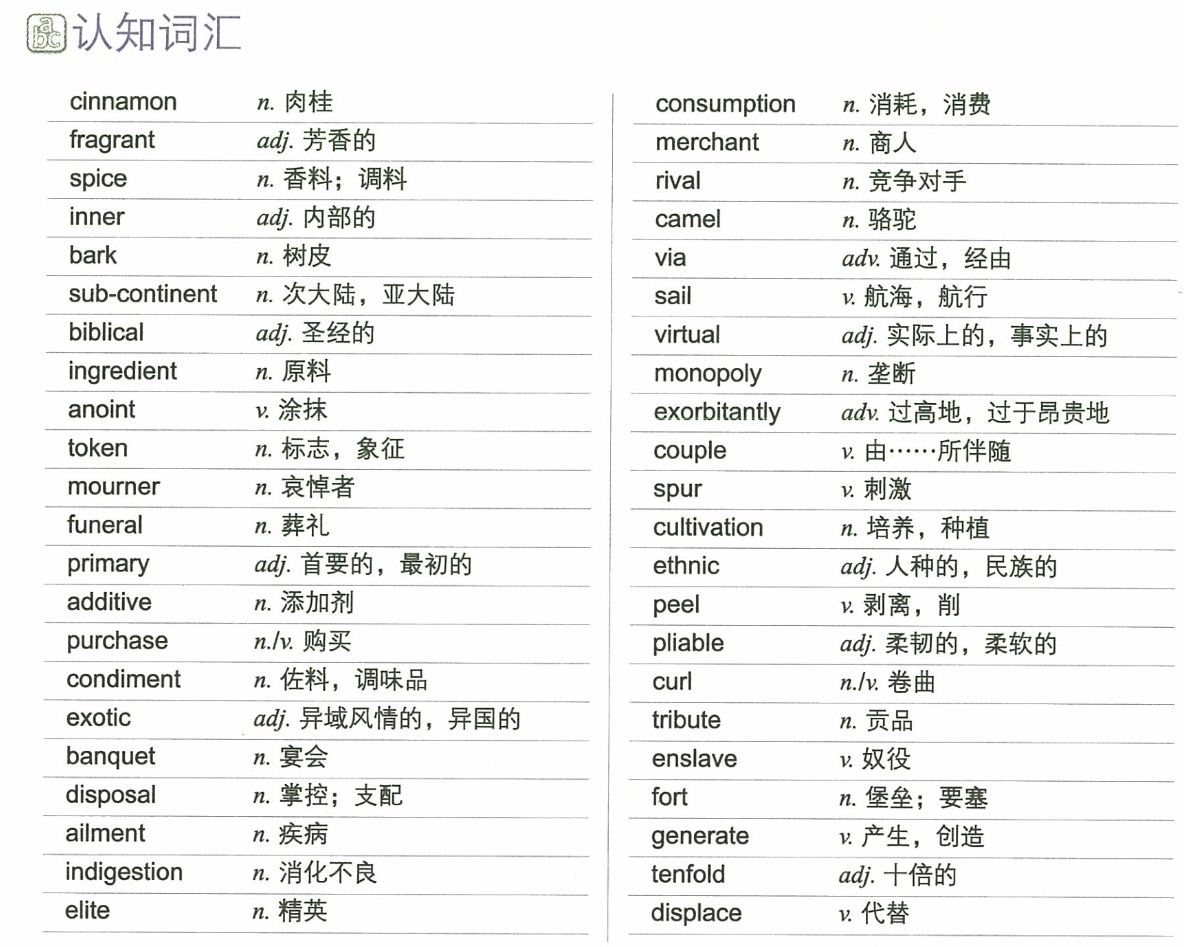 abc 认知词汇
cinnamon n. 肉桂
fragrant adj. 芳香的
spice n. 香料；调料
inner adj. 内部的
bark n. 树皮
sub-continent n. 次大陆，亚大陆
biblical adj. 圣经的
ingredient n. 原料
anoint v. 涂抹
token n. 标志，象征
mourner n. 哀悼者
funeral n. 葬礼
primary adj. 首要的，最初的
additive n. 添加剂
purchase n./v. 购买
condiment n. 佐料，调味品
exotic adj. 异域风情的，异国的
banquet n. 宴会
disposal n. 掌控；支配
ailment n. 疾病
indigestion n. 消化不良
elite n. 精英
consumption n. 消耗，消费
merchant n. 商人
rival n. 竞争对手
camel n. 骆驼
via adv. 通过，经由
sail v. 航海，航行
virtual adj. 实际上的，事实上的
monopoly n. 垄断
exorbitantly adv. 过高地，过于昂贵地
couple v. 由……所伴随
spur v. 刺激
cultivation n. 培养，种植
ethnic adj. 人种的，民族的
peel v. 剥离，削
pliable adj. 柔韧的，柔软的
curl n./v. 卷曲
tribute n. 贡品
enslave v. 奴役
fort n. 堡垒；要塞
generate v. 产生，创造
tenfold adj. 十倍的
displace v. 代替